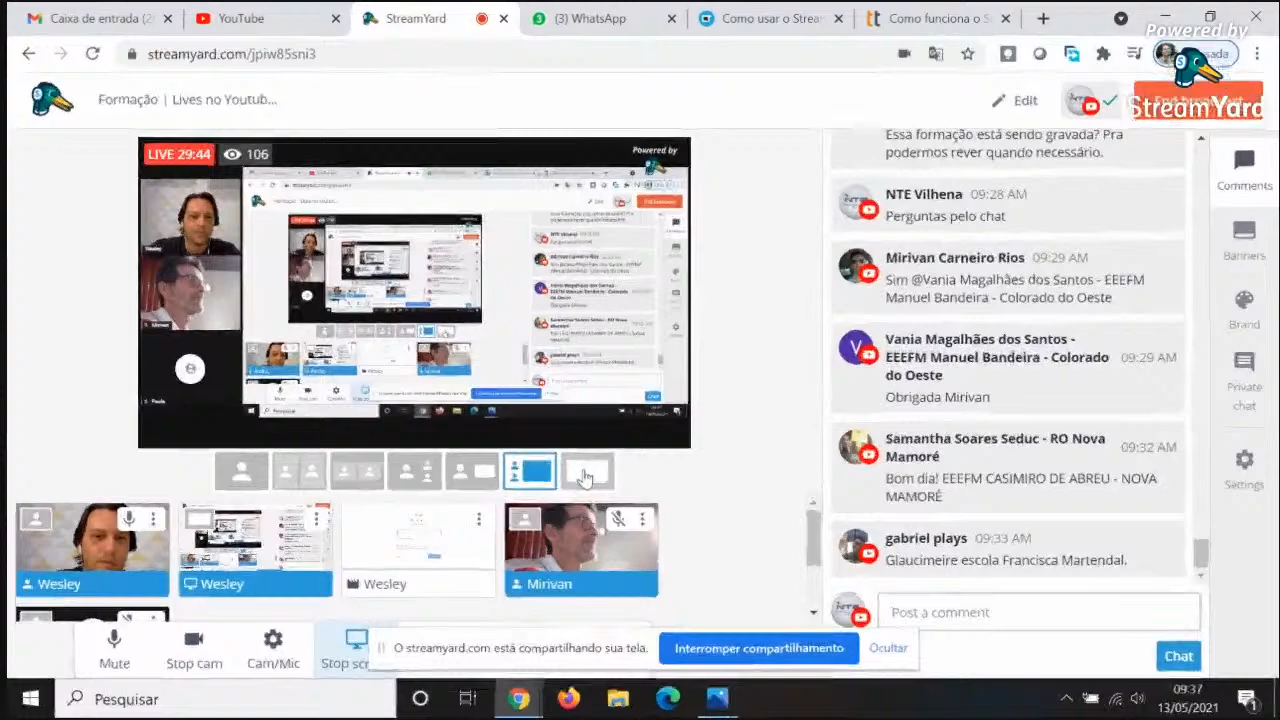 Caixa de entrada (2
YouTube
StreamYard
(3) WhatsApp
Como usar o Strea
Como funciona o S
Powered by
streamyard.com/jpiw85sni3
StreamYard
Formação | Lives no Youtub...
Edit
LIVE 29:44
106
Powered by
Essa formação está sendo gravada? Pra
podermos rever quando necessário.
NTE Vilhena 09:28 AM
Perguntas pelo chat
Mirivan Carneiro Rios 09:29 AM
Sim @Vania Magalhães dos Santos - EEEFM
Manuel Bandeira - Colorado do Oeste
Vania Magalhães dos Santos -
EEEFM Manuel Bandeira - Colorado
do Oeste
09:29 AM
Obrigada Mirivan
Samantha Soares Seduc - RO Nova
Mamoré
09:32 AM
Bom dia! EEEFM CASIMIRO DE ABREU - NOVA
MAMORÉ
gabriel plays 09:33 AM
Glaucimeire escola Francisca Martendal.
Post a comment
Chat
Comments
Banners
Brand
Private
chat
Settings
Wesley
Wesley
Wesley
Mirivan
Mute
Stop cam
Cam/Mic
Stop scr
O streamyard.com está compartilhando sua tela.
Interromper compartilhamento
Ocultar
Pesquisar
09:37
13/05/2021